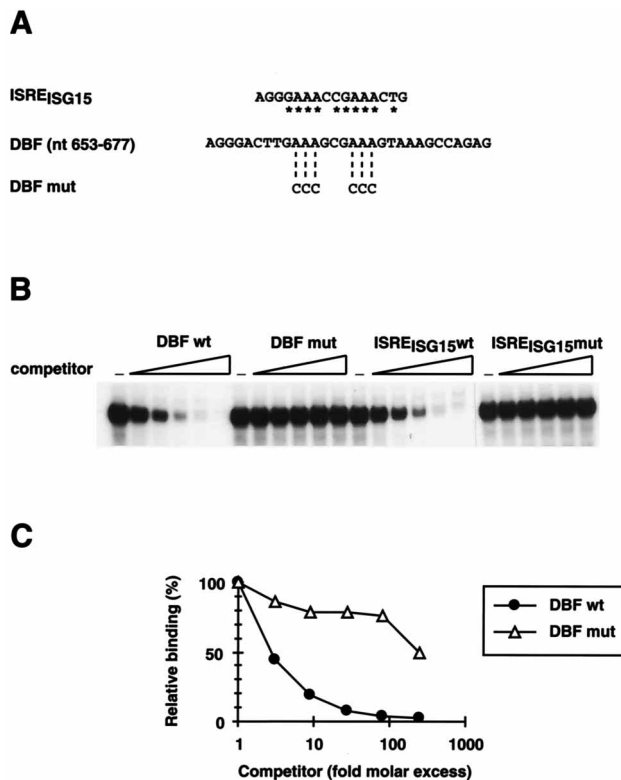 A
ISREISG15 AGGGAAACCGAAACTG
**** ***** *
DBF (nt 653-677) AGGGACTTGAAAGCGAAAGTAAAGCCAGAG
DBF mut CCC CCC
B
DBF wt DBF mut ISREISG15wt ISREISG15mut
competitor – – – –
C
100
50
0
1 10 100 1000
Relative binding (%)
Competitor (fold molar excess)
DBF wt
DBF mut